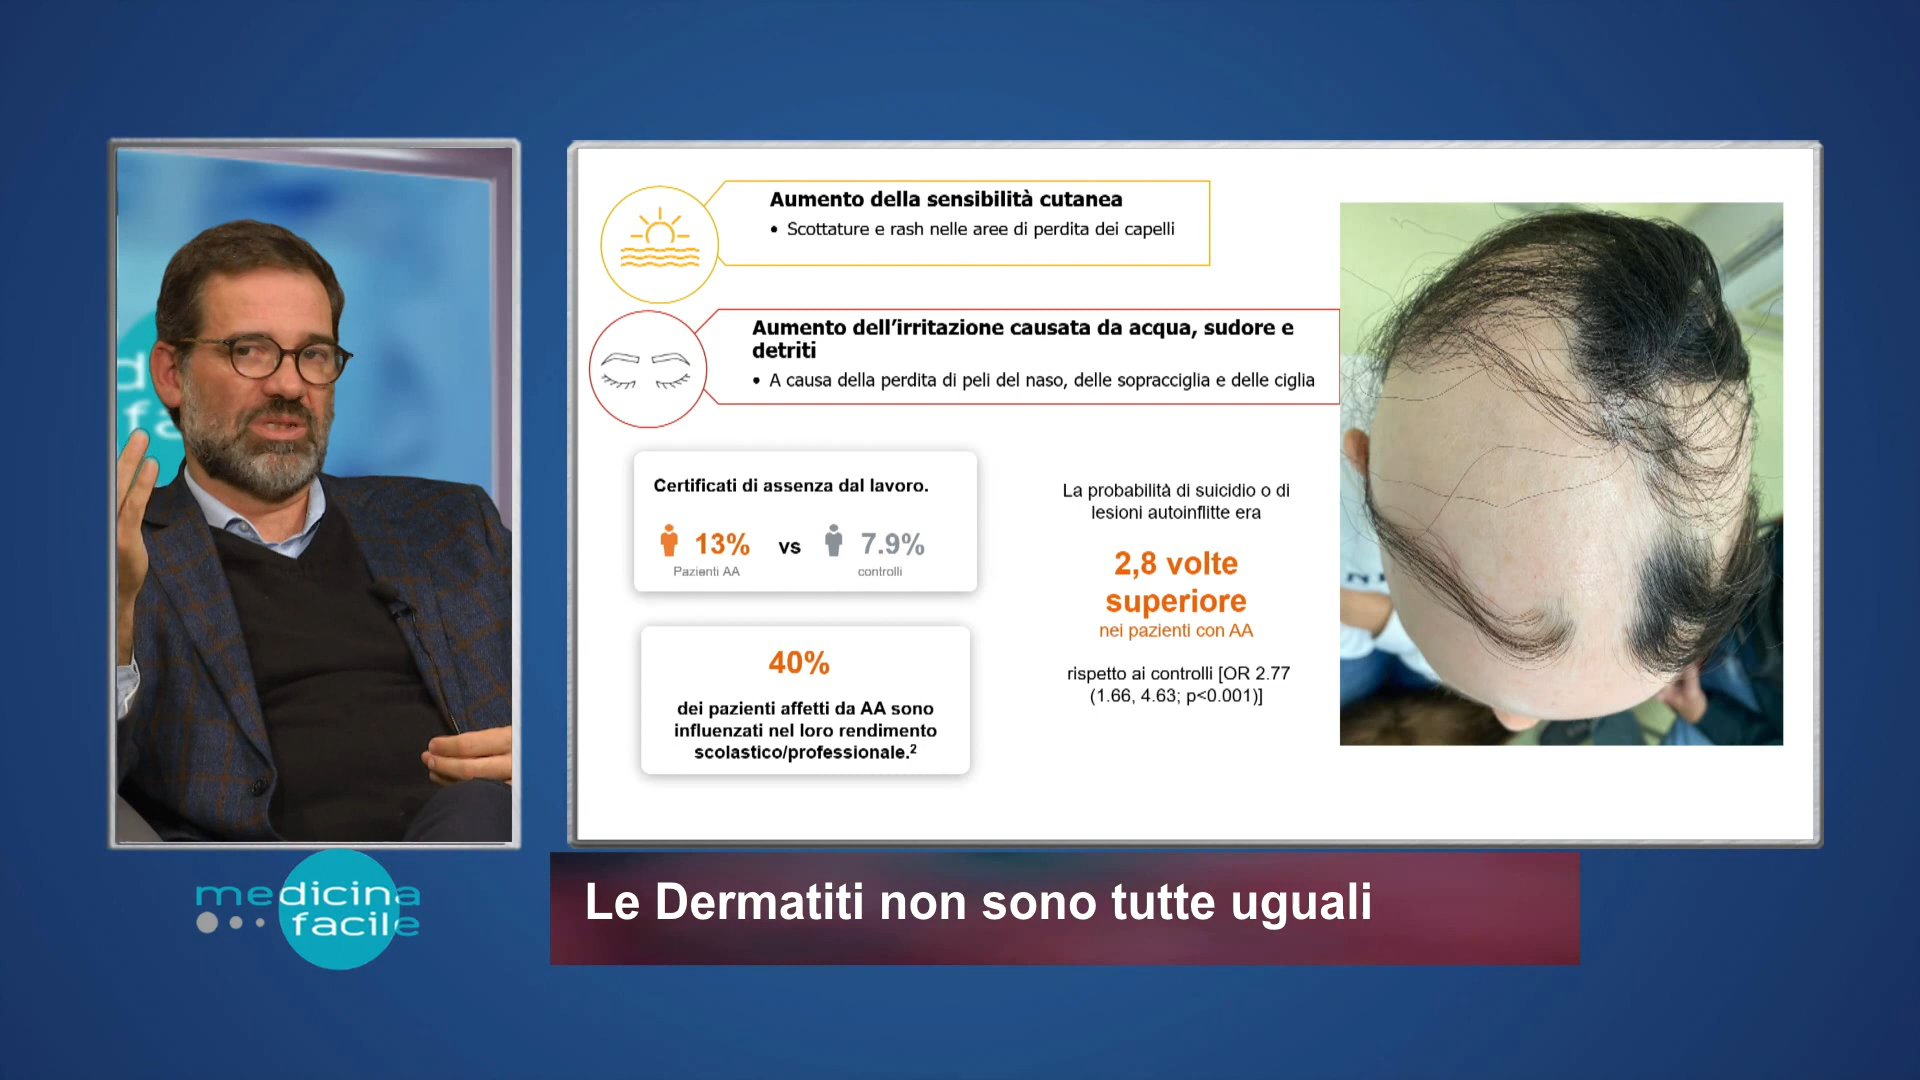 Aumento della sensibilità cutanea
• Scottature e rash nelle aree di perdita dei capelli
Aumento dell’irritazione causata da acqua, sudore e
detriti
• A causa della perdita di peli del naso, delle sopracciglia e delle ciglia
Certificati di assenza dal lavoro.
13% vs 7.9%
Pazienti AA controlli
40%
dei pazienti affetti da AA sono
influenzati nel loro rendimento
scolastico/professionale.²
La probabilità di suicidio o di
lesioni autoinflitte era
2,8 volte
superiore
nei pazienti con AA
rispetto ai controlli [OR 2.77
(1.66, 4.63; p<0.001)]
medicina
facile
Le Dermatiti non sono tutte uguali